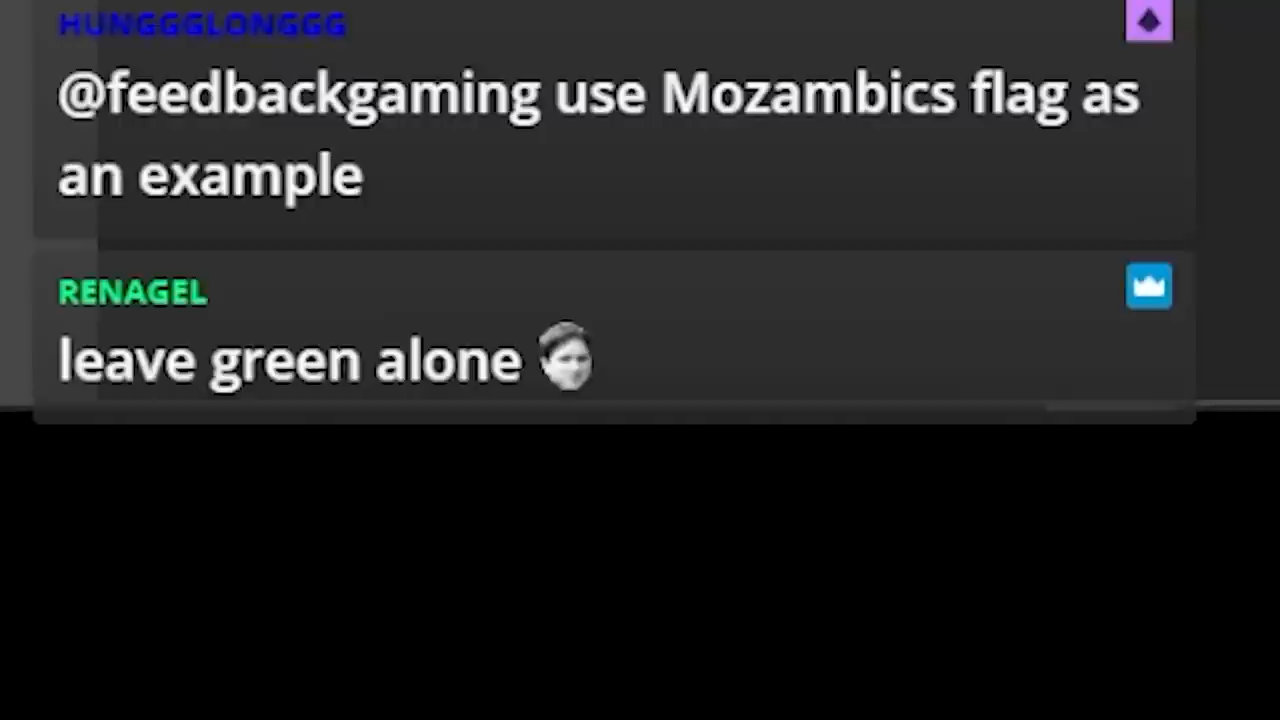 HUNGGGLONGGG
@feedbackgaming use Mozambics flag as
an example
RENAGEL
leave green alone